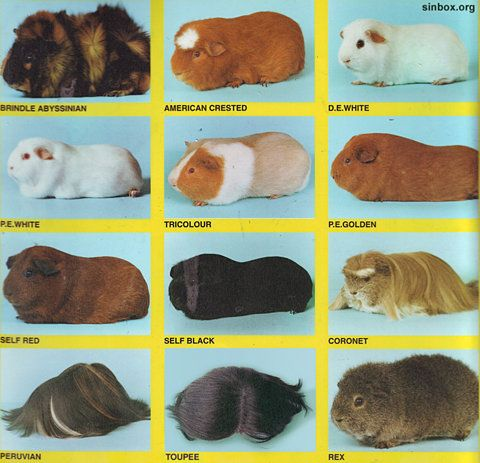 sinbox.org
BRINDLE ABYSSINIAN
AMERICAN CRESTED
D.E.WHITE
P.E.WHITE
TRICOLOUR
P.E.GOLDEN
SELF RED
SELF BLACK
CORONET
PERUVIAN
TOUPEE
REX